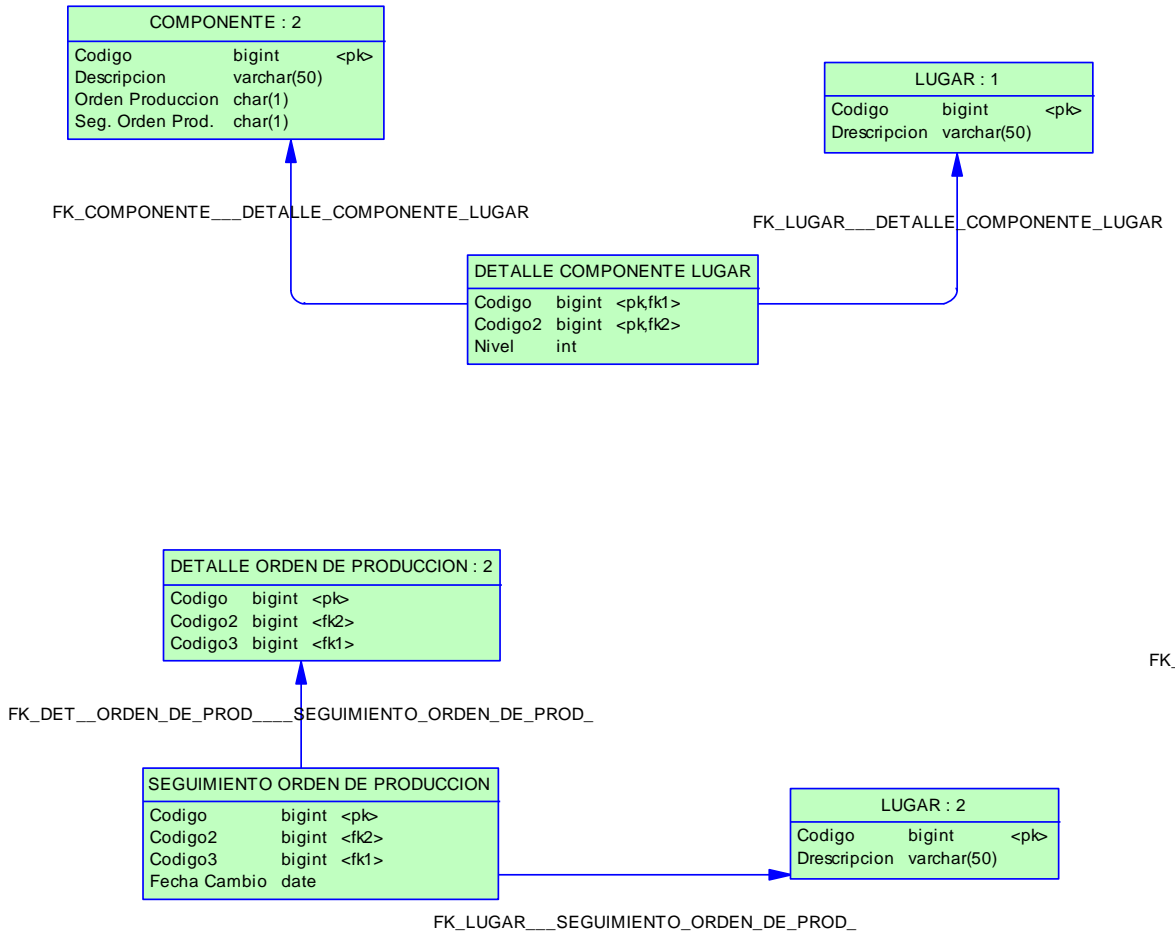 COMPONENTE : 2
Codigo bigint <pk>
Descripcion varchar(50)
Orden Produccion char(1)
Seg. Orden Prod. char(1)
LUGAR : 1
Codigo bigint <pk>
Drescripcion varchar(50)
FK_COMPONENTE___DETALLE_COMPONENTE_LUGAR
FK_LUGAR___DETALLE_COMPONENTE_LUGAR
DETALLE COMPONENTE LUGAR
Codigo bigint <pk,fk1>
Codigo2 bigint <pk,fk2>
Nivel int
DETALLE ORDEN DE PRODUCCION : 2
Codigo bigint <pk>
Codigo2 bigint <fk2>
Codigo3 bigint <fk1>
FK_
FK_DET__ORDEN_DE_PROD____SEGUIMIENTO_ORDEN_DE_PROD_
SEGUIMIENTO ORDEN DE PRODUCCION
Codigo bigint <pk>
Codigo2 bigint <fk2>
Codigo3 bigint <fk1>
Fecha Cambio date
LUGAR : 2
Codigo bigint <pk>
Drescripcion varchar(50)
FK_LUGAR___SEGUIMIENTO_ORDEN_DE_PROD_